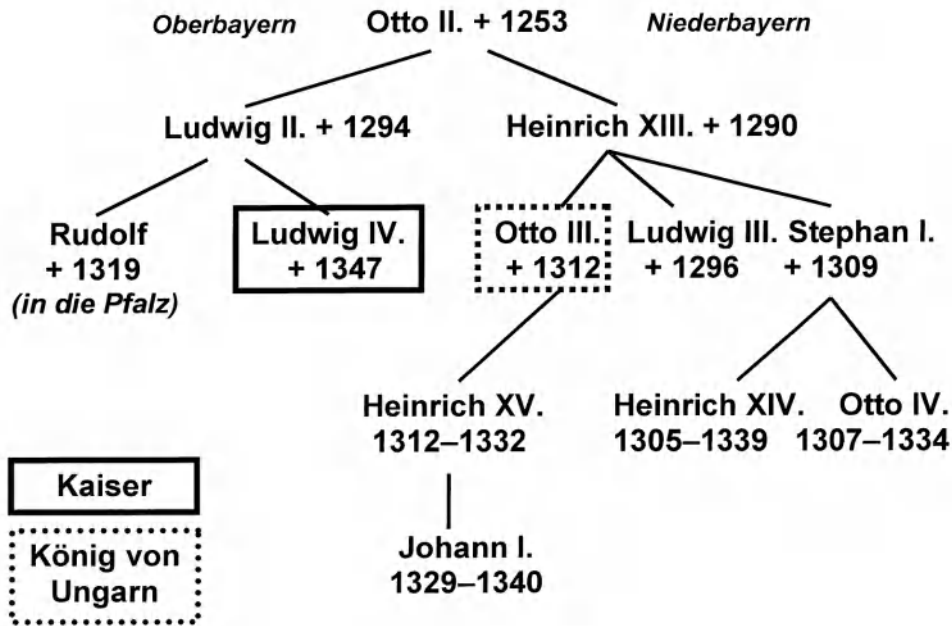 Oberbayern Otto II. + 1253 Niederbayern
Ludwig II. + 1294 Heinrich XIII. + 1290
Rudolf
+ 1319
(in die Pfalz)
Ludwig IV.
+ 1347
Otto III.
+ 1312
Ludwig III.
+ 1296
Stephan I.
+ 1309
Heinrich XV.
1312–1332
Heinrich XIV.
1305–1339
Otto IV.
1307–1334
Johann I.
1329–1340
Kaiser
König von
Ungarn